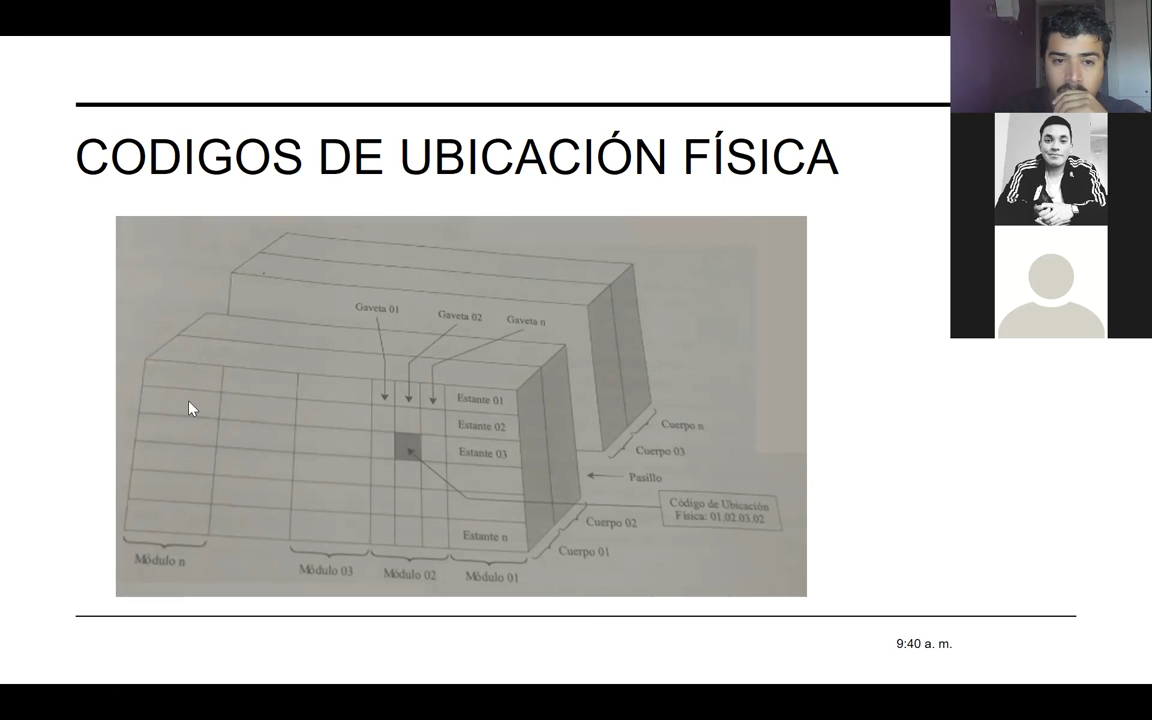 CODIGOS DE UBICACIÓN FÍSICA
Gaveta 01
Gaveta 02
Gaveta n
Estante 01
Estante 02
Estante 03
Cuerpo n
Cuerpo 03
Pasillo
Código de Ubicación
Física: 01.02.03.02
Cuerpo 02
Estante n
Cuerpo 01
Módulo n
Módulo 03
Módulo 02
Módulo 01
9:40 a. m.